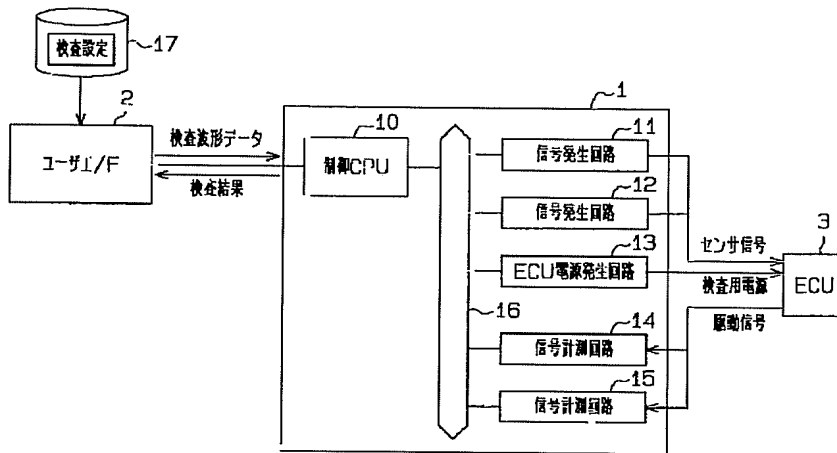 検査設定
17
2
ユーザI/F
検査波形データ
検査結果
1
10
制御CPU
11
信号発生回路
12
信号発生回路
13
ECU電源発生回路
16
14
信号計測回路
15
信号計測回路
センサ信号
検査用電源
駆動信号
3
ECU